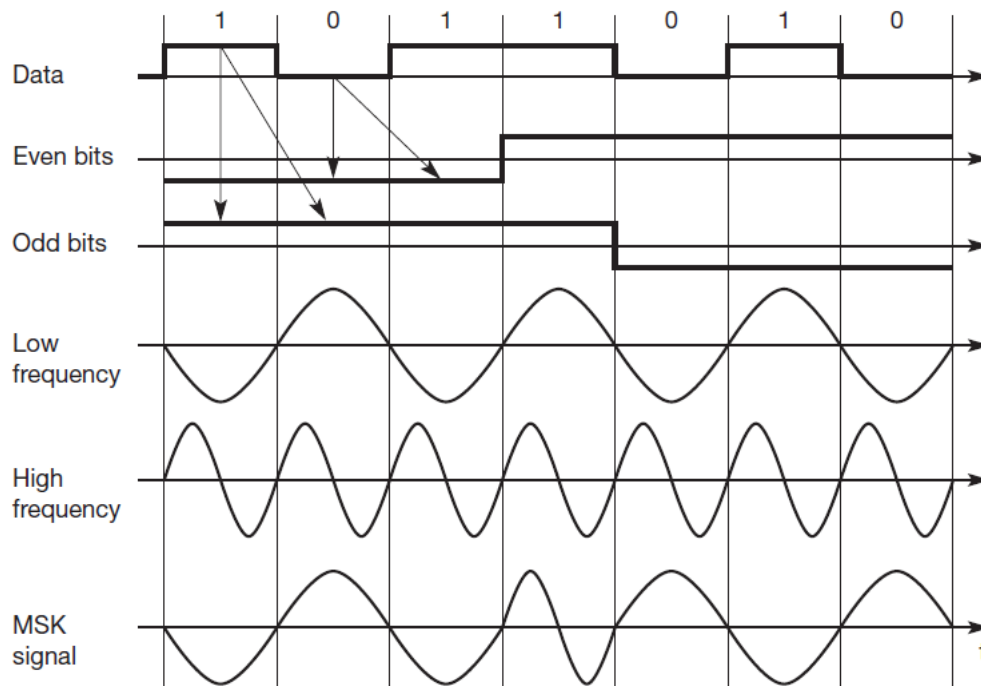 1 0 1 1 0 1 0
Data
Even bits
Odd bits
Low
frequency
High
frequency
MSK
signal